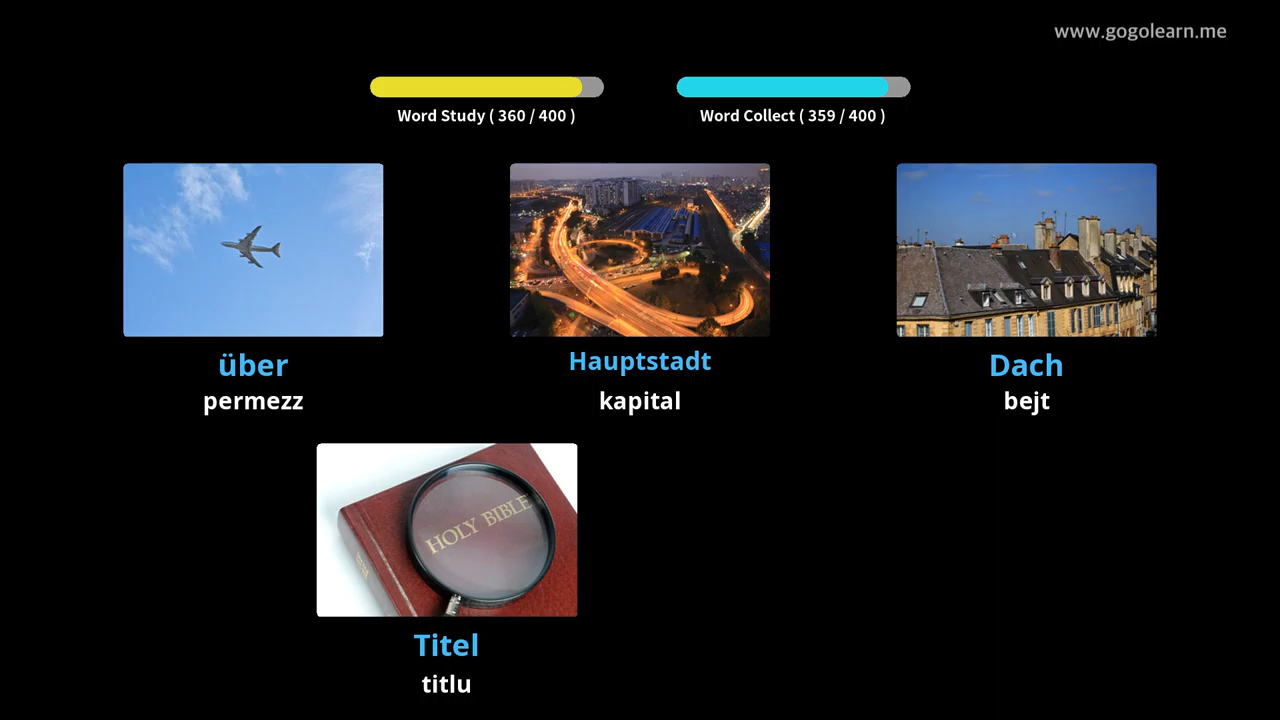 www.gogolearn.me
Word Study ( 360 / 400 )
Word Collect ( 359 / 400 )
über
permezz
Hauptstadt
kapital
Dach
bejt
HOLY BIBLE
Titel
titlu